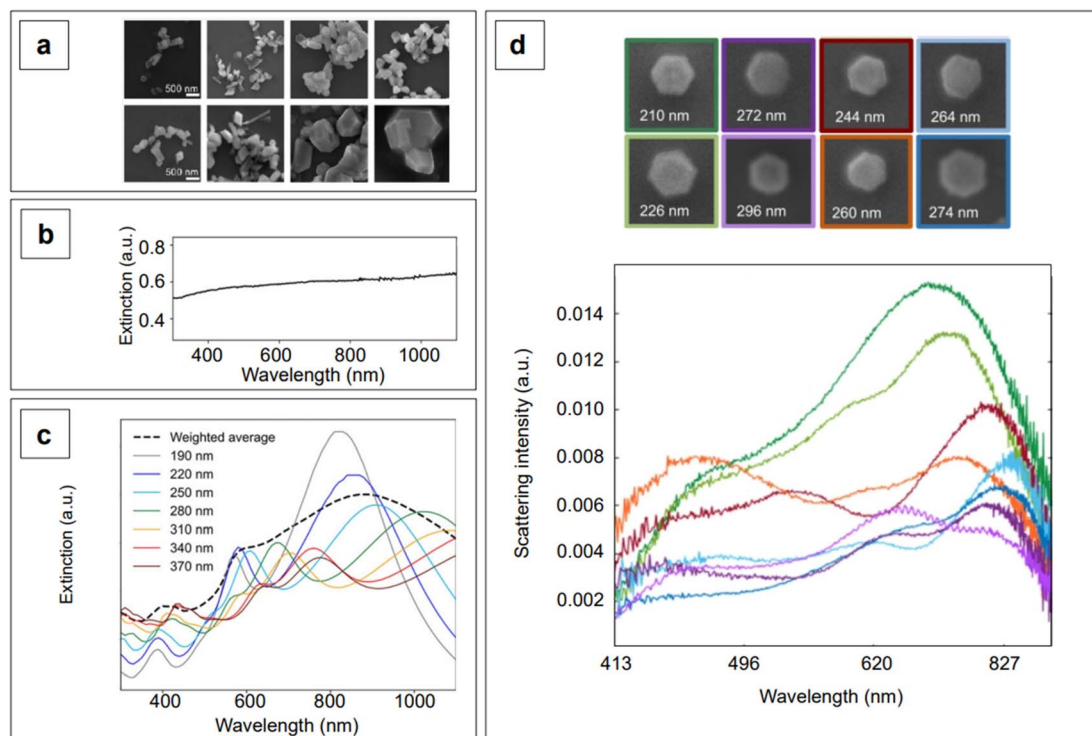 a
500 nm
500 nm
b
Extinction (a.u.)
0.8
0.6
0.4
400 600 800 1000
Wavelength (nm)
c
Extinction (a.u.)
Weighted average
190 nm
220 nm
250 nm
280 nm
310 nm
340 nm
370 nm
400 600 800 1000
Wavelength (nm)
d
210 nm 272 nm 244 nm 264 nm
226 nm 296 nm 260 nm 274 nm
Scattering intensity (a.u.)
0.014
0.012
0.010
0.008
0.006
0.004
0.002
413 496 620 827
Wavelength (nm)